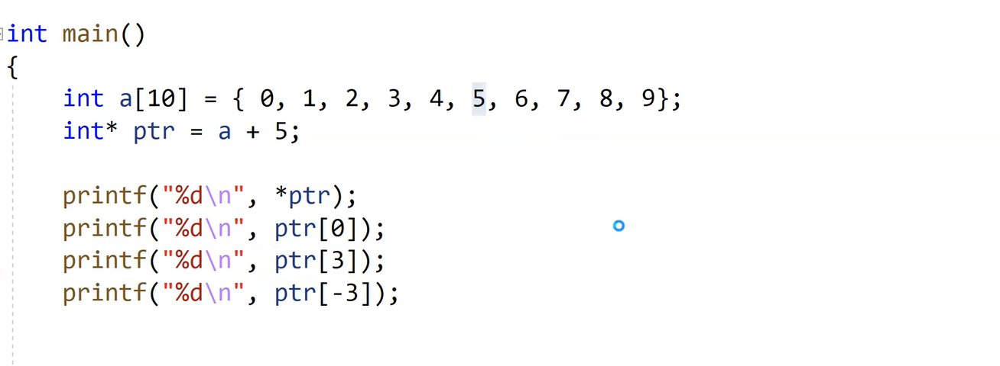 int main()
{
int a[10] = { 0, 1, 2, 3, 4, 5, 6, 7, 8, 9};
int* ptr = a + 5;
printf("%d\n", *ptr);
printf("%d\n", ptr[0]);
printf("%d\n", ptr[3]);
printf("%d\n", ptr[-3]);